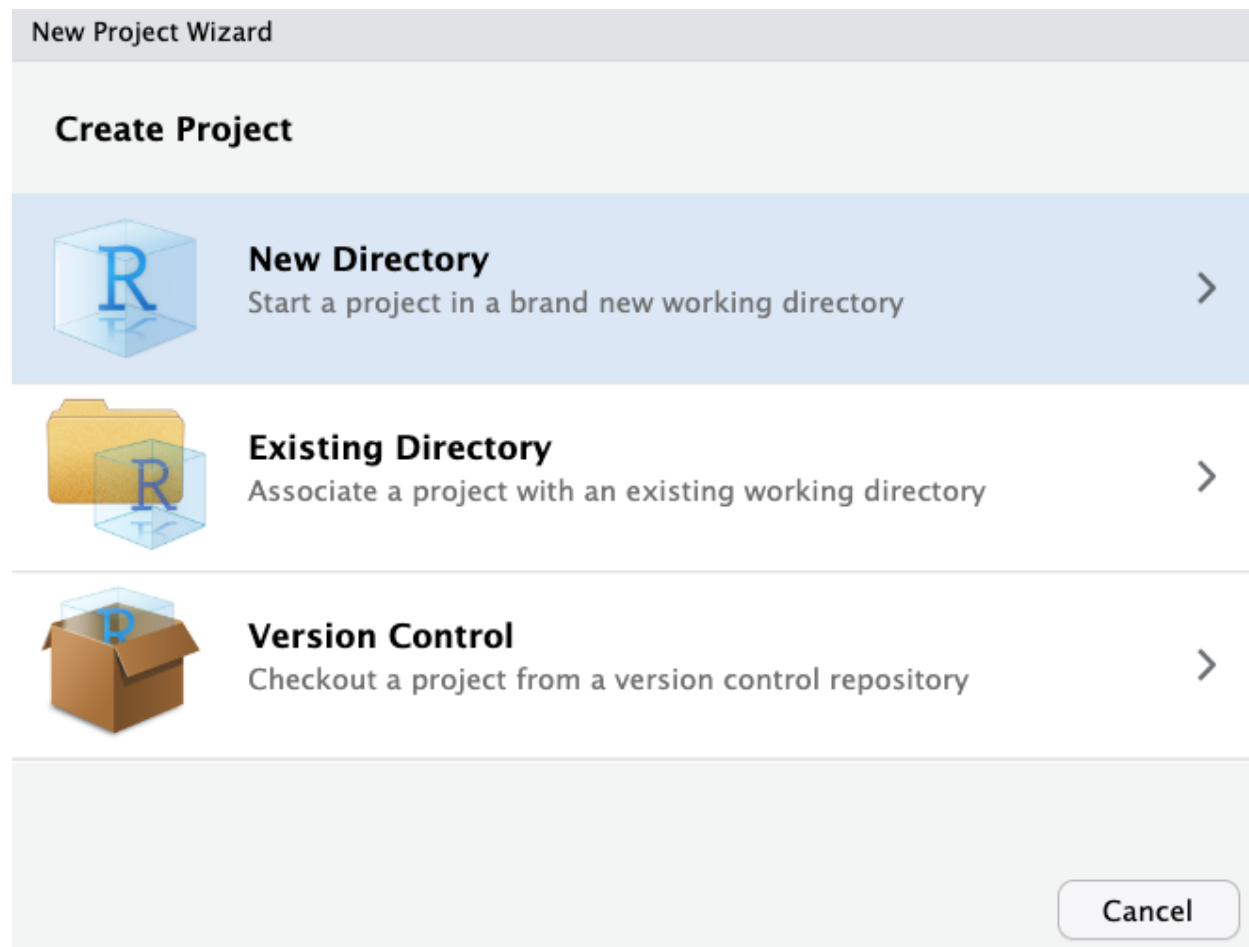 New Project Wizard
Create Project
R
New Directory
Start a project in a brand new working directory
R
Existing Directory
Associate a project with an existing working directory
R
Version Control
Checkout a project from a version control repository
Cancel